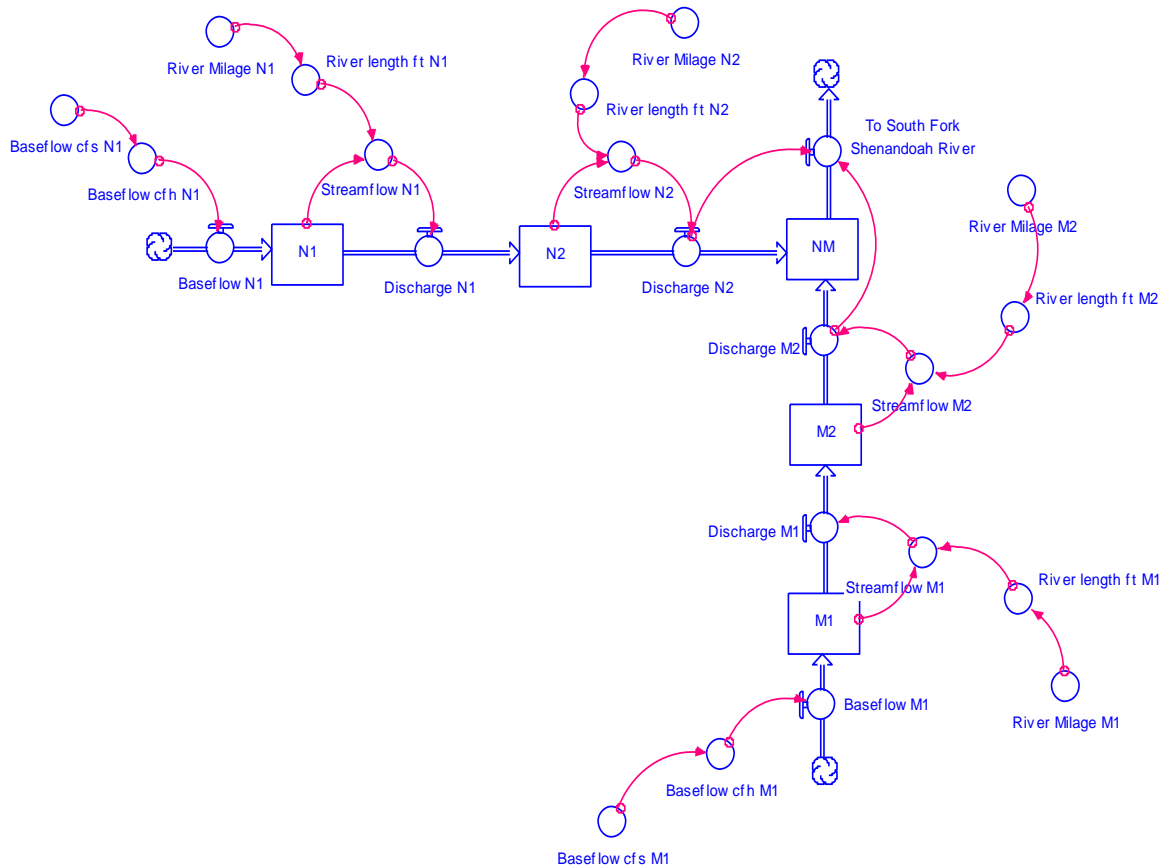 River Milage N1
River length ft N1
River Milage N2
River length ft N2
To South Fork
Shenandoah River
Baseflow cfs N1
Baseflow cfh N1
Streamflow N1
Streamflow N2
River Milage M2
N1
N2
NM
Baseflow N1
Discharge N1
Discharge N2
River length ft M2
Discharge M2
Streamflow M2
M2
Discharge M1
River length ft M1
Streamflow M1
M1
Baseflow M1
River Milage M1
Baseflow cfh M1
Baseflow cfs M1